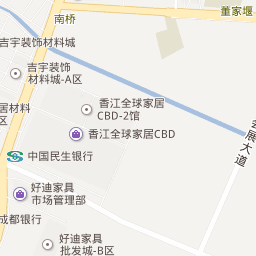 南桥
董家堰
吉宇装饰材料城
吉宇装饰
材料城-A区
香江全球家居
CBD-2馆
居材料
区
香江全球家居CBD
会展大道
中国民生银行
好迪家具
市场管理部
成都银行
好迪家具
批发城-B区